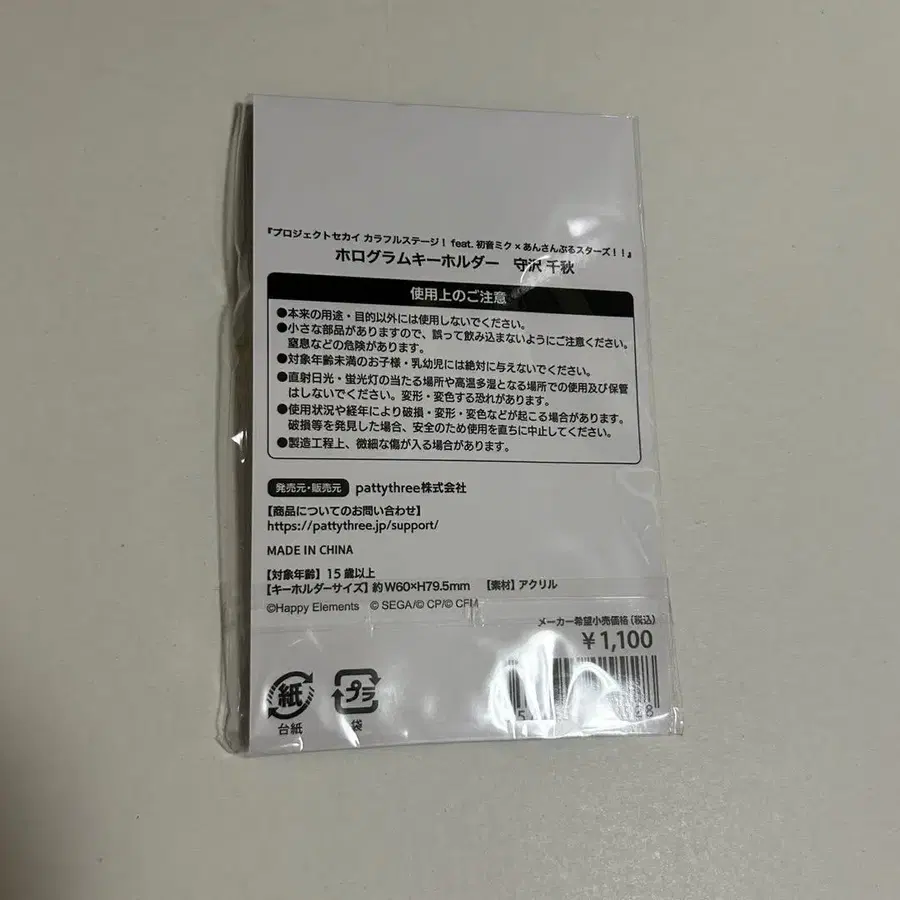 『プロジェクトセカイ カラフルステージ！ feat. 初音ミク × あんさんぶるスターズ！！』
ホログラムキーホルダー　守沢 千秋
使用上のご注意
●本来の用途・目的以外には使用しないでください。
●小さな部品がありますので、誤って飲み込まないようにご注意ください。
窒息などの危険があります。
●対象年齢未満のお子様・乳幼児には絶対に与えないでください。
●直射日光・蛍光灯の当たる場所や高温多湿となる場所での使用及び保管
はしないでください。変形・変色する恐れがあります。
●使用状況や経年により破損・変形・変色などが起こる場合があります。
破損等を発見した場合、安全のため使用を直ちに中止してください。
●製造工程上、微細な傷が入る場合があります。
発売元・販売元 pattythree株式会社
【商品についてのお問い合わせ】
https://pattythree.jp/support/
MADE IN CHINA
【対象年齢】15 歳以上
【キーホルダーサイズ】約 W60×H79.5mm 【素材】アクリル
©Happy Elements © SEGA/© CP/© CFM
メーカー希望小売価格（税込）
￥1,100
紙 プラ
台紙 袋